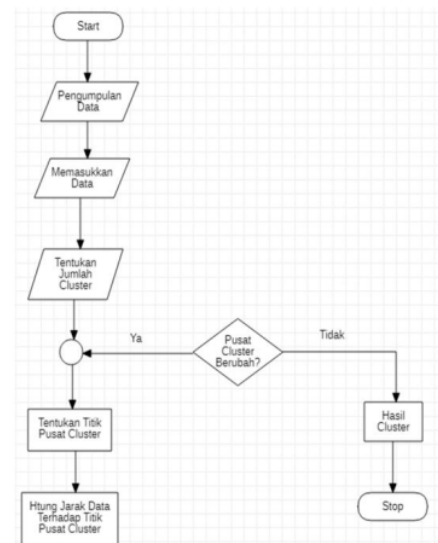 Start
Pengumpulan
Data
Memasukkan
Data
Tentukan
Jumlah
Cluster
Ya
Pusat
Cluster
Berubah?
Tidak
Tentukan Titik
Pusat Cluster
Hasil
Cluster
Htung Jarak Data
Terhadap Titik
Pusat Cluster
Stop